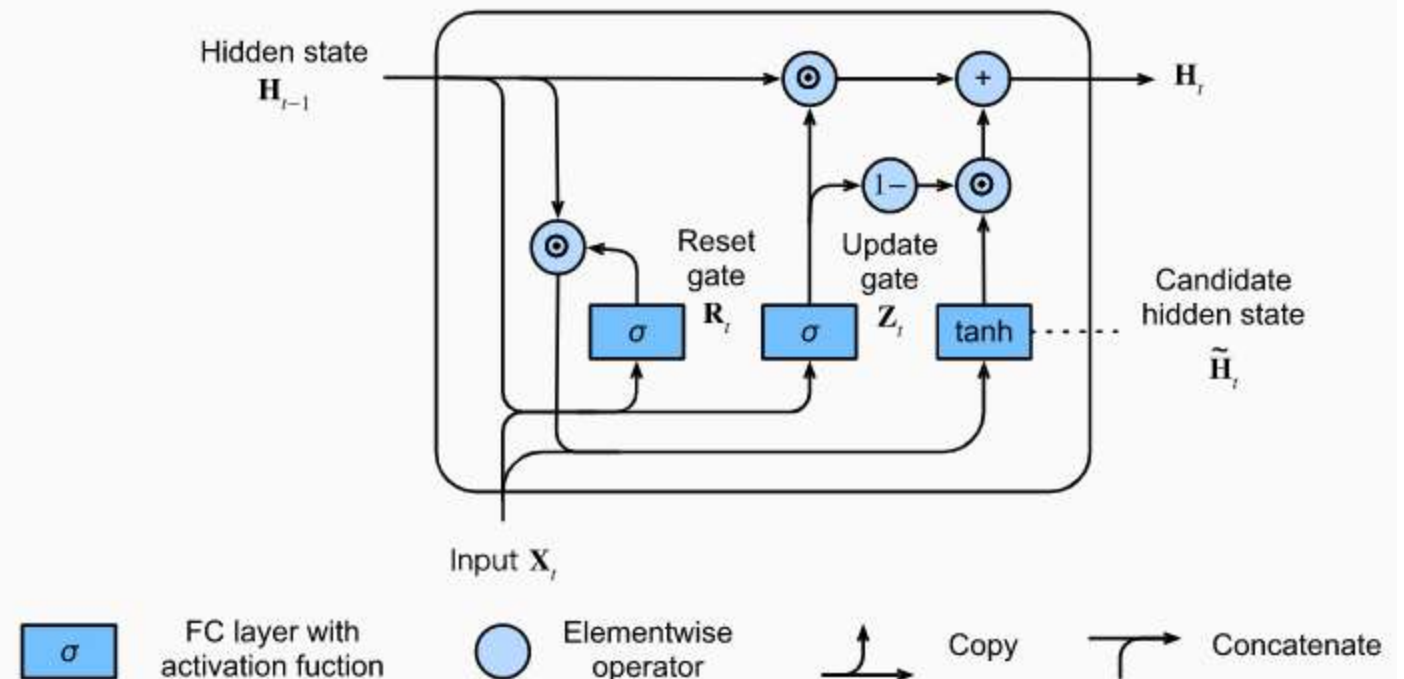 Hidden state
H_{t-1}
H_t
+
1-
Reset
gate
R_t
Update
gate
Z_t
σ
σ
tanh
Candidate
hidden state
H̃_t
Input X_t
σ
FC layer with
activation fuction
Elementwise
operator
Copy
Concatenate